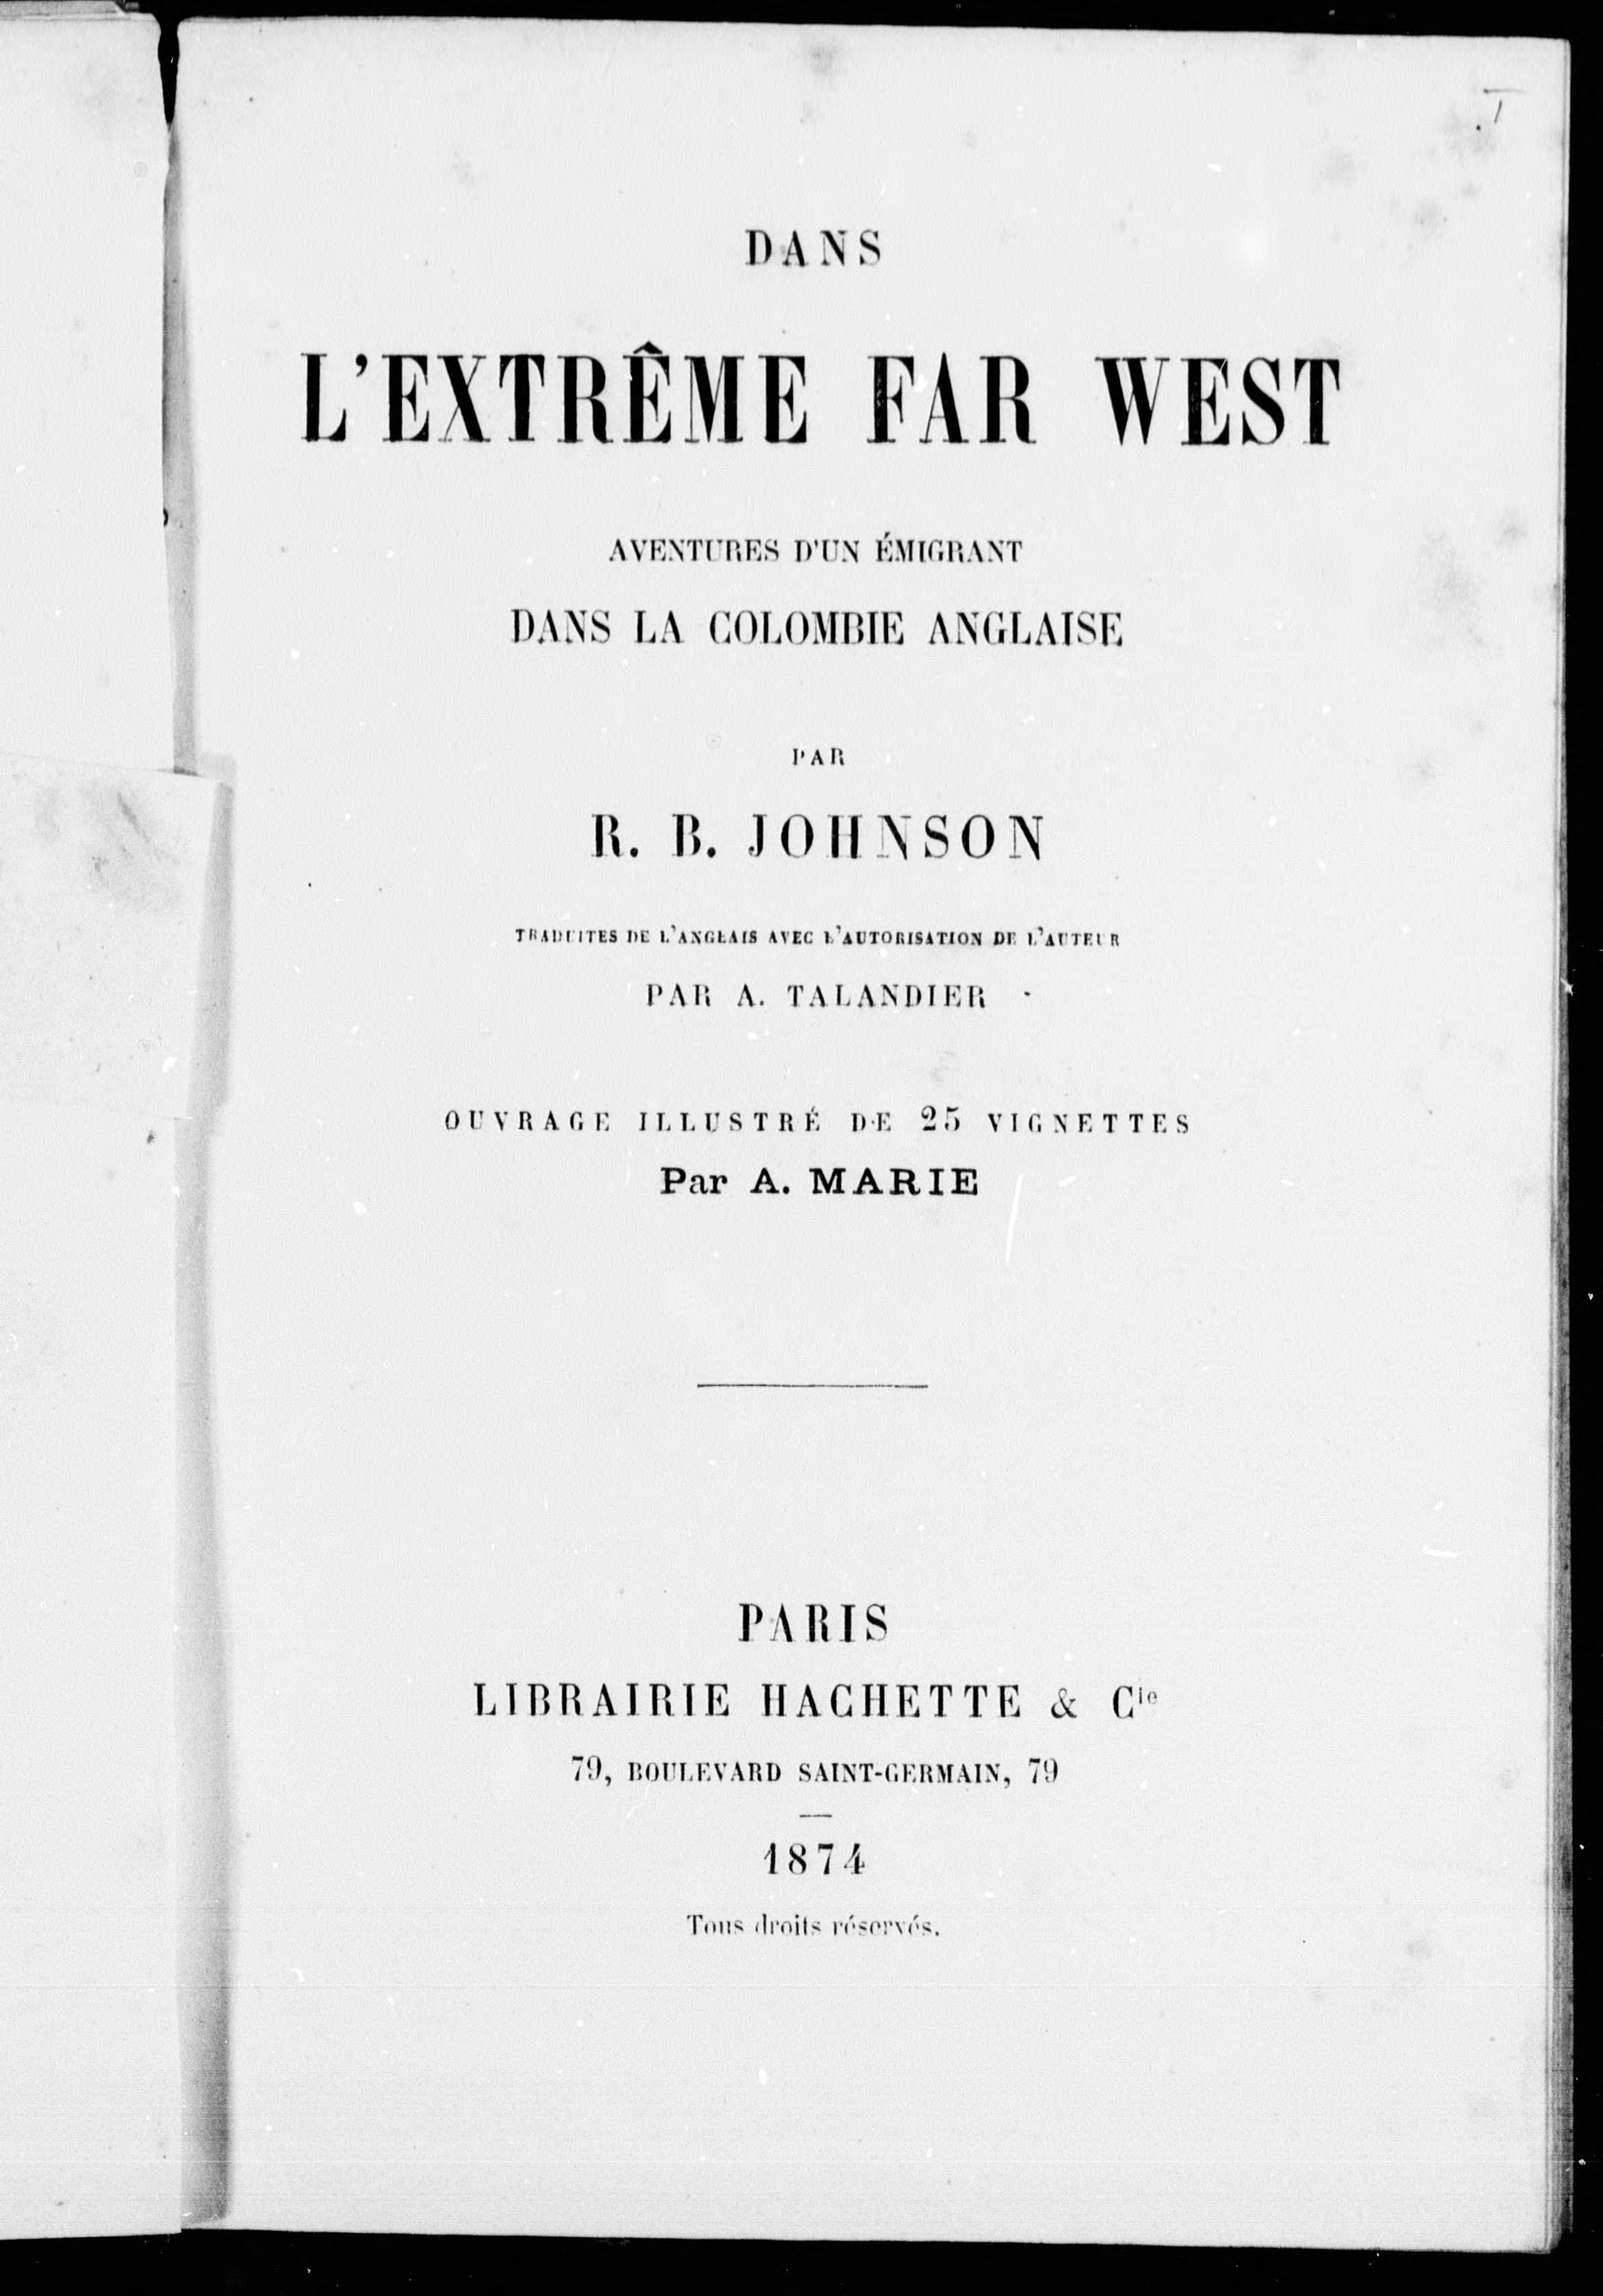 DANS
L'EXTRÊME FAR WEST
AVENTURES D'UN ÉMIGRANT
DANS LA COLOMBIE ANGLAISE
PAR
R. B. JOHNSON
TRADUITES DE L'ANGLAIS AVEC L'AUTORISATION DE L'AUTEUR
PAR A. TALANDIER
OUVRAGE ILLUSTRÉ DE 25 VIGNETTES
Par A. MARIE
PARIS
LIBRAIRIE HACHETTE & Cie
79, BOULEVARD SAINT-GERMAIN, 79
1874
Tous droits réservés.